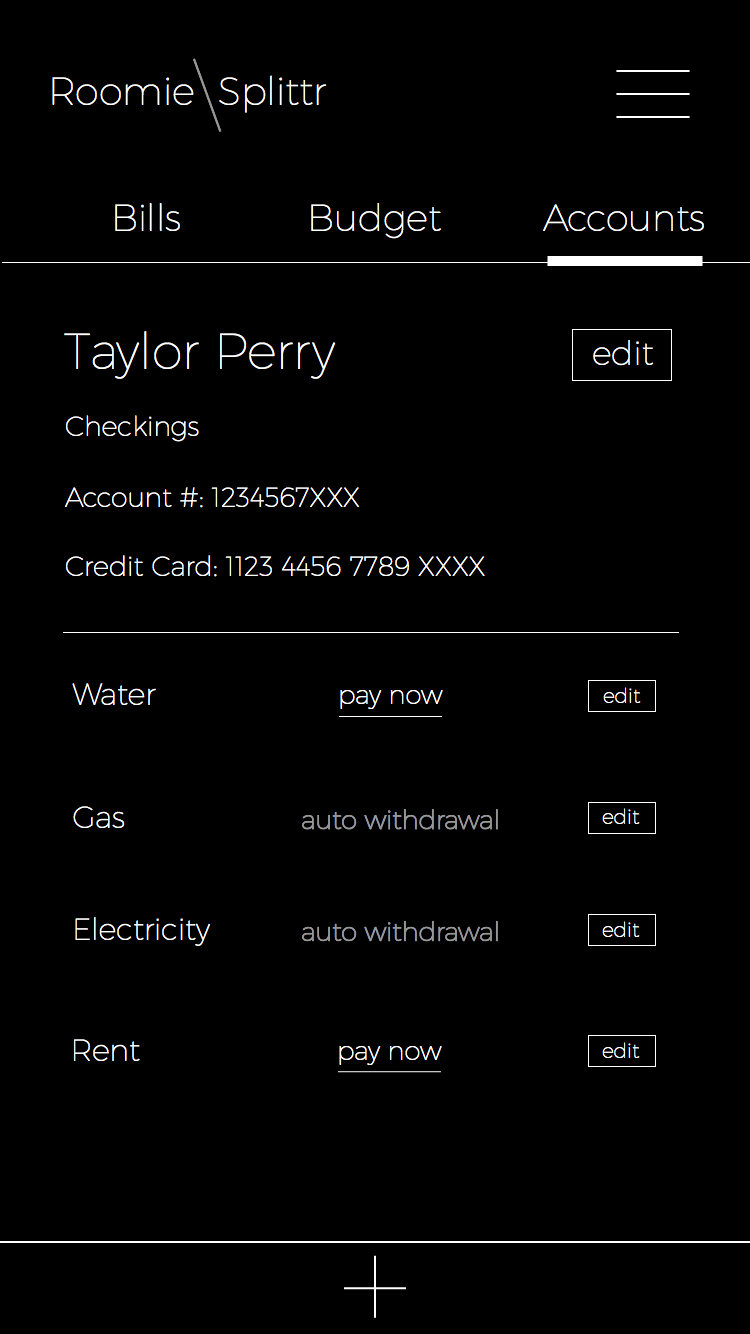 Roomie\Splittr
Bills Budget Accounts
Taylor Perry edit
Checkings
Account #: 1234567XXX
Credit Card: 1123 4456 7789 XXXX
Water pay now edit
Gas auto withdrawal edit
Electricity auto withdrawal edit
Rent pay now edit